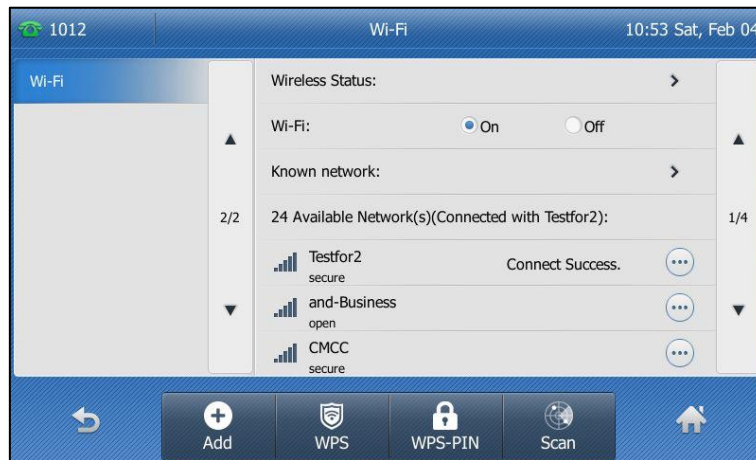 1012 Wi-Fi 10:53 Sat, Feb 04
Wi-Fi
Wireless Status:
Wi-Fi: On Off
Known network:
2/2
24 Available Network(s)(Connected with Testfor2):
1/4
Testfor2
secure
Connect Success.
and-Business
open
CMCC
secure
Add WPS WPS-PIN Scan